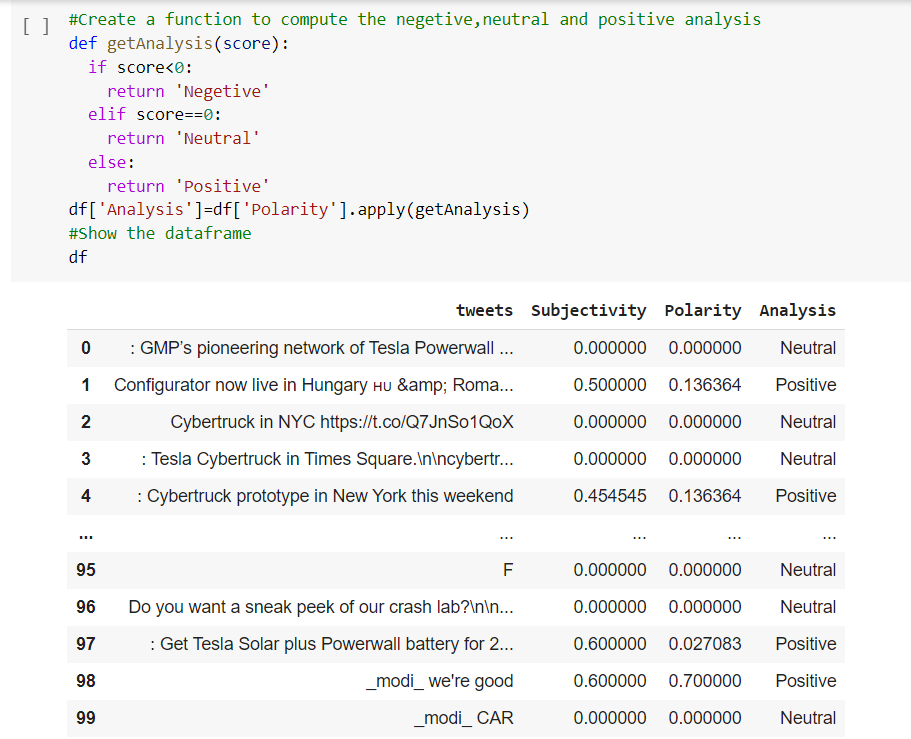 [ ] #Create a function to compute the negetive,neutral and positive analysis
def getAnalysis(score):
  if score<0:
    return 'Negetive'
  elif score==0:
    return 'Neutral'
  else:
    return 'Positive'
df['Analysis']=df['Polarity'].apply(getAnalysis)
#Show the dataframe
df
tweets Subjectivity Polarity Analysis
0 : GMP’s pioneering network of Tesla Powerwall ... 0.000000 0.000000 Neutral
1 Configurator now live in Hungary ʜᴜ &amp; Roma... 0.500000 0.136364 Positive
2 Cybertruck in NYC https://t.co/Q7JnSo1QoX 0.000000 0.000000 Neutral
3 : Tesla Cybertruck in Times Square.\n\ncybertr... 0.000000 0.000000 Neutral
4 : Cybertruck prototype in New York this weekend 0.454545 0.136364 Positive
... ... ... ... ...
95 F 0.000000 0.000000 Neutral
96 Do you want a sneak peek of our crash lab?\n\n... 0.000000 0.000000 Neutral
97 : Get Tesla Solar plus Powerwall battery for 2... 0.600000 0.027083 Positive
98 _modi_ we're good 0.600000 0.700000 Positive
99 _modi_ CAR 0.000000 0.000000 Neutral